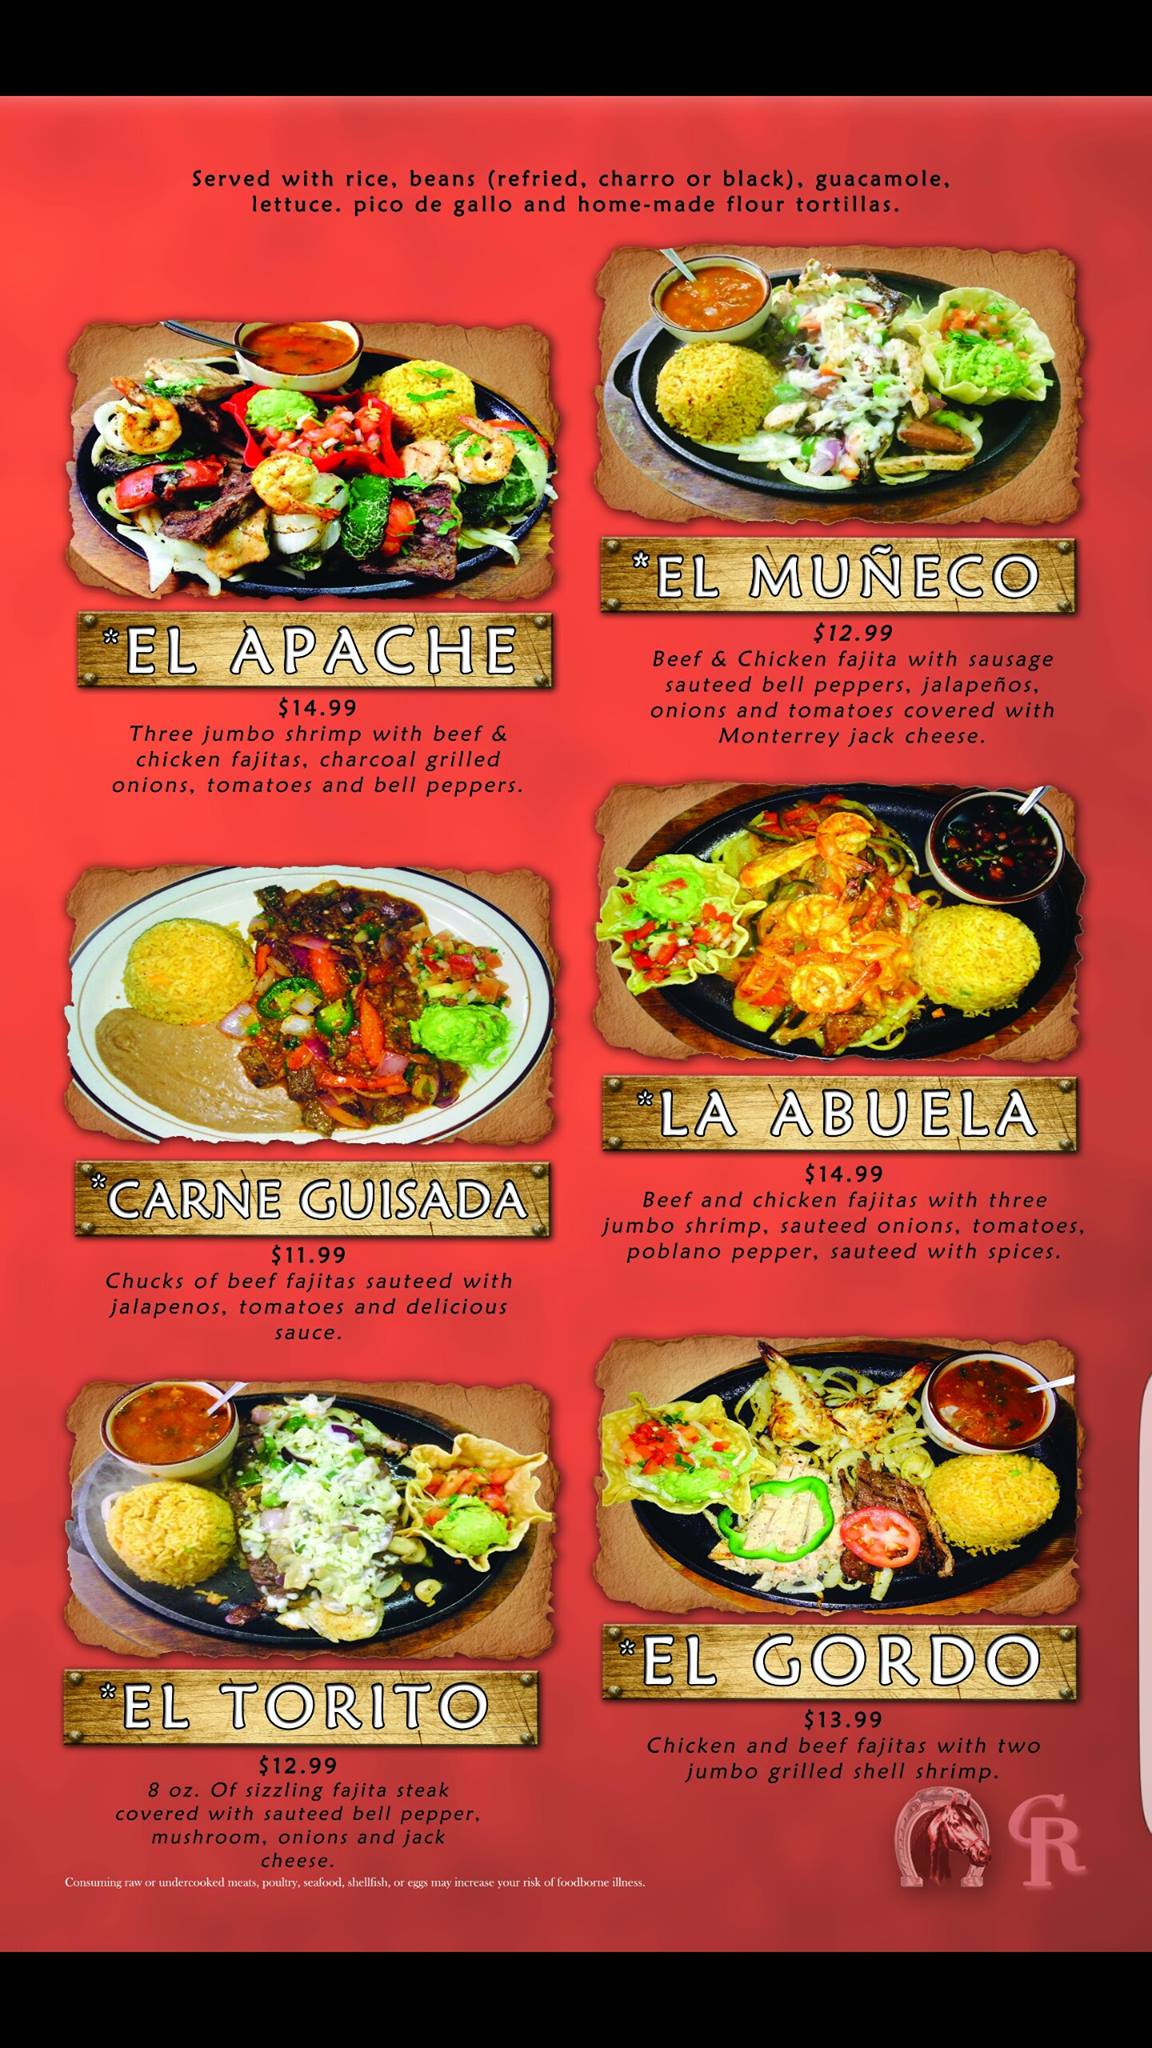 Served with rice, beans (refried, charro or black), guacamole,
lettuce. pico de gallo and home-made flour tortillas.
*EL APACHE
$14.99
Three jumbo shrimp with beef &
chicken fajitas, charcoal grilled
onions, tomatoes and bell peppers.
*EL MUÑECO
$12.99
Beef & Chicken fajita with sausage
sauteed bell peppers, jalapeños,
onions and tomatoes covered with
Monterrey jack cheese.
*CARNE GUISADA
$11.99
Chucks of beef fajitas sauteed with
jalapenos, tomatoes and delicious
sauce.
*LA ABUELA
$14.99
Beef and chicken fajitas with three
jumbo shrimp, sauteed onions, tomatoes,
poblano pepper, sauteed with spices.
*EL TORITO
$12.99
8 oz. Of sizzling fajita steak
covered with sauteed bell pepper,
mushroom, onions and jack
cheese.
*EL GORDO
$13.99
Chicken and beef fajitas with two
jumbo grilled shell shrimp.
CR
Consuming raw or undercooked meats, poultry, seafood, shellfish, or eggs may increase your risk of foodborne illness.